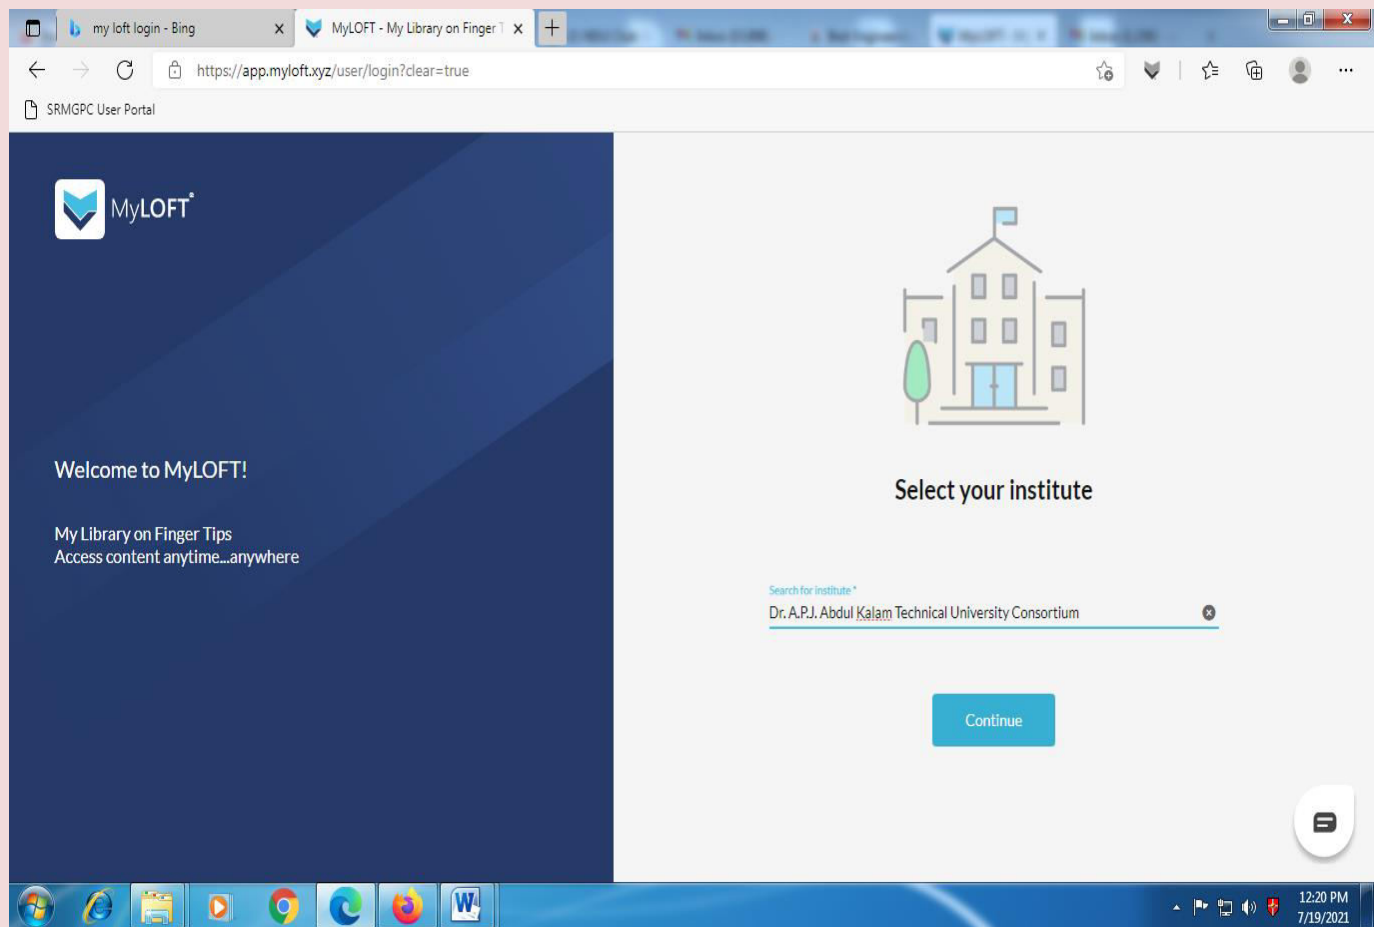 my loft login - Bing
MyLOFT - My Library on Finger T
https://app.myloft.xyz/user/login?clear=true
SRMGPC User Portal
MyLOFT®
Welcome to MyLOFT!
My Library on Finger Tips
Access content anytime...anywhere
Select your institute
Search for institute *
Dr. A.P.J. Abdul Kalam Technical University Consortium
Continue
12:20 PM
7/19/2021